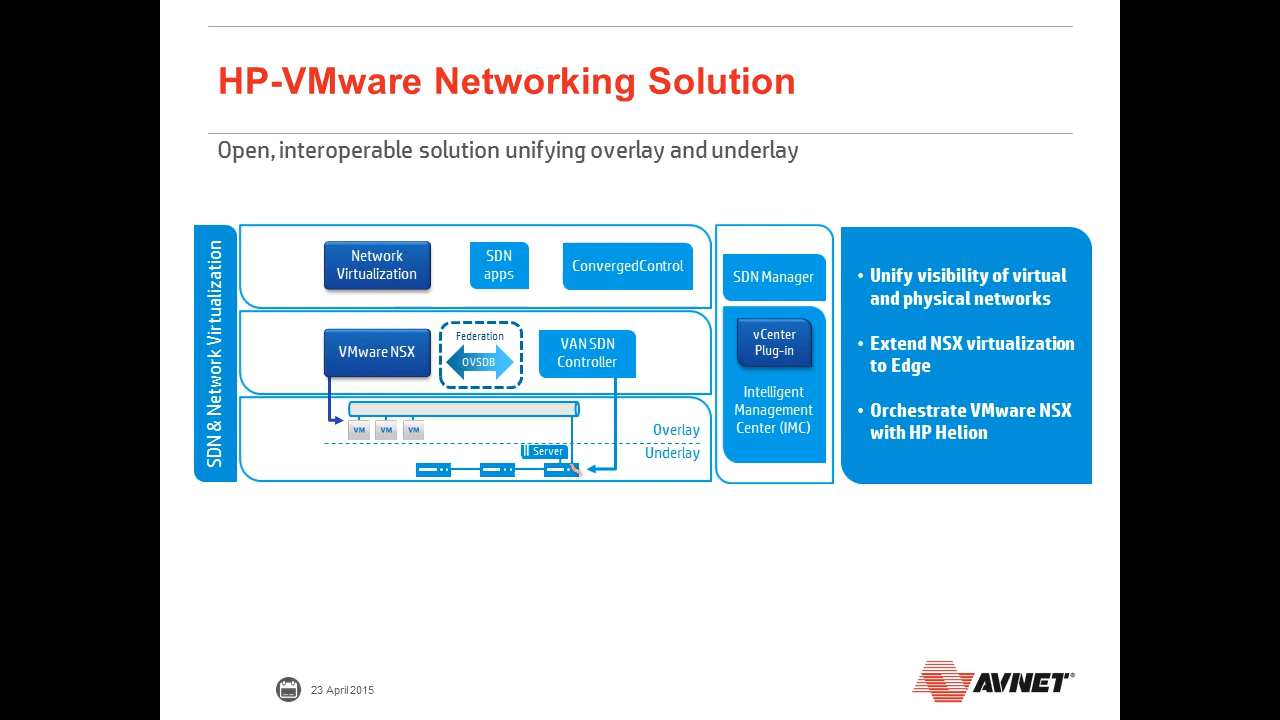 HP-VMware Networking Solution
Open, interoperable solution unifying overlay and underlay
SDN & Network Virtualization
Network
Virtualization
SDN
apps
ConvergedControl
VMware NSX
Federation
OVSDB
VAN SDN
Controller
VM VM VM
Overlay
Server
Underlay
SDN Manager
vCenter
Plug-in
Intelligent
Management
Center (IMC)
• Unify visibility of virtual
and physical networks
• Extend NSX virtualization
to Edge
• Orchestrate VMware NSX
with HP Helion
23 April 2015
AVNET®